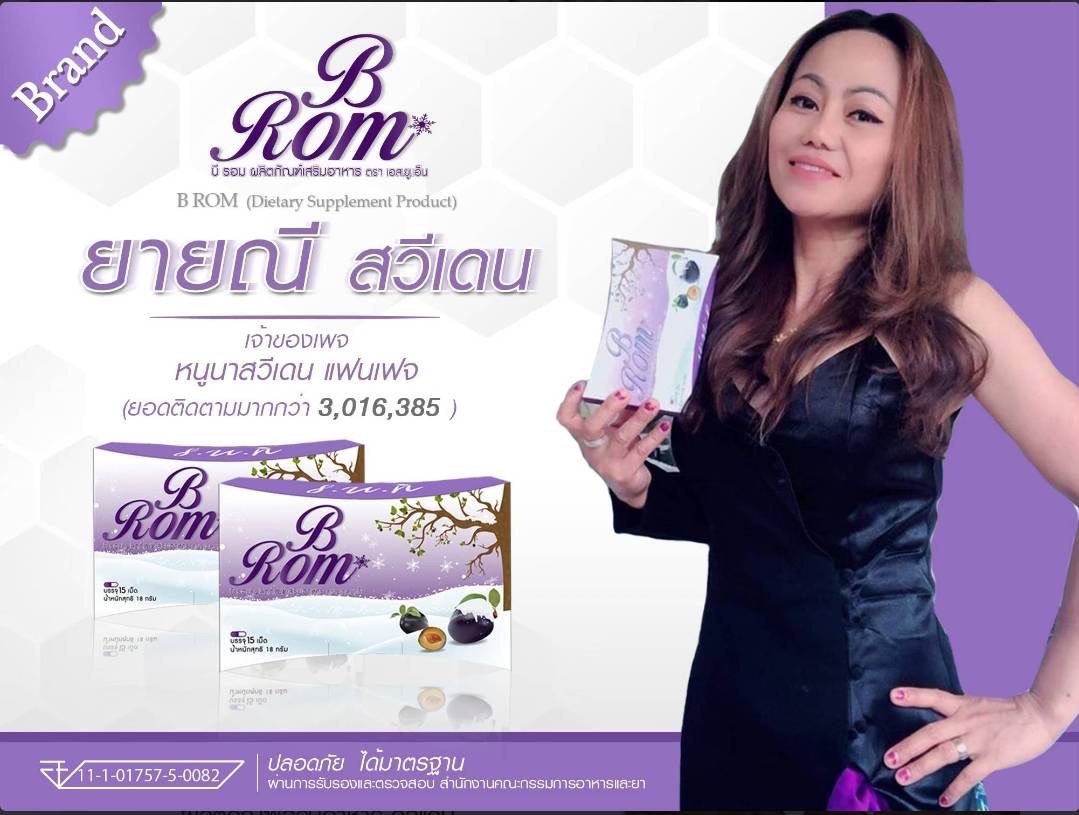 Brand
B
Rom
บี รอม ผลิตภัณฑ์เสริมอาหาร ตรา เอส.ยู.เอ็น
B ROM (Dietary Supplement Product)
ยายณี สวีเดน
เจ้าของเพจ
หนูนาสวีเดน แฟนเฟจ
(ยอดติดตามมากกว่า 3,016,385 )
B
Rom
บรรจุ 15 เม็ด
น้ำหนักสุทธิ 18 กรัม
B
Rom
บรรจุ 15 เม็ด
น้ำหนักสุทธิ 18 กรัม
B
Rom
11-1-01757-5-0082
ปลอดภัย ได้มาตรฐาน
ผ่านการรับรองและตรวจสอบ สำนักงานคณะกรรมการอาหารและยา